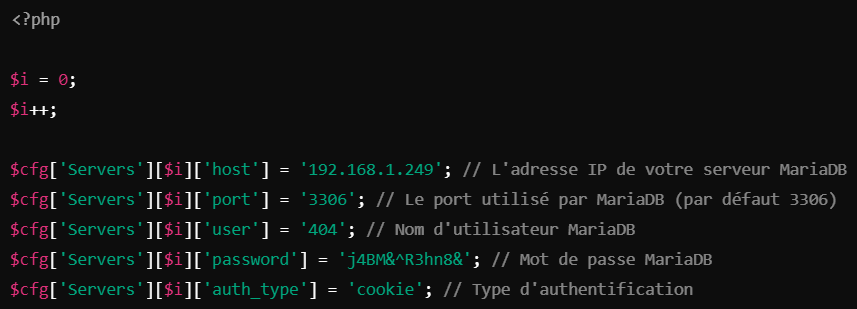 <?php
$i = 0;
$i++;
$cfg['Servers'][$i]['host'] = '192.168.1.249'; // L'adresse IP de votre serveur MariaDB
$cfg['Servers'][$i]['port'] = '3306'; // Le port utilisé par MariaDB (par défaut 3306)
$cfg['Servers'][$i]['user'] = '404'; // Nom d'utilisateur MariaDB
$cfg['Servers'][$i]['password'] = 'j4BM&^R3hn8&'; // Mot de passe MariaDB
$cfg['Servers'][$i]['auth_type'] = 'cookie'; // Type d'authentification